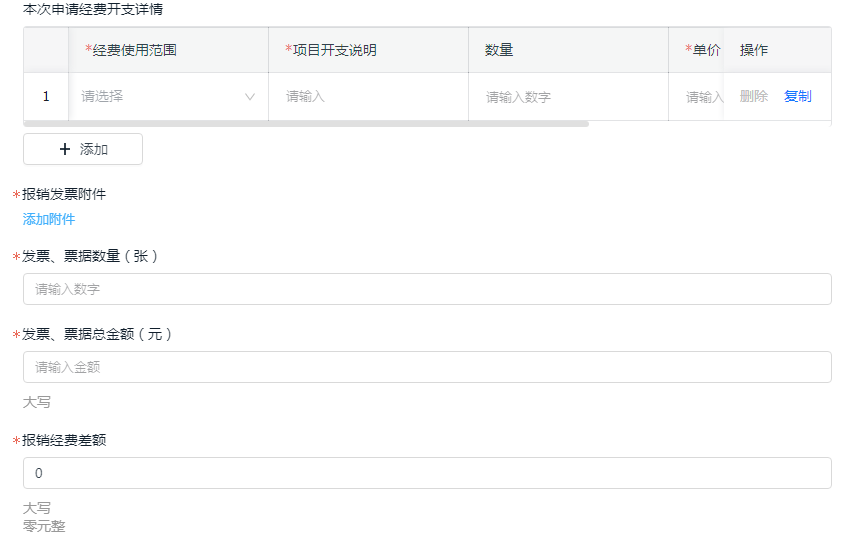 本次申请经费开支详情
*经费使用范围 *项目开支说明 数量 *单价 操作
1 请选择 请输入 请输入数字 请输入 删除 复制
+ 添加
*报销发票附件
添加附件
*发票、票据数量（张）
请输入数字
*发票、票据总金额（元）
请输入金额
大写
*报销经费差额
0
大写
零元整